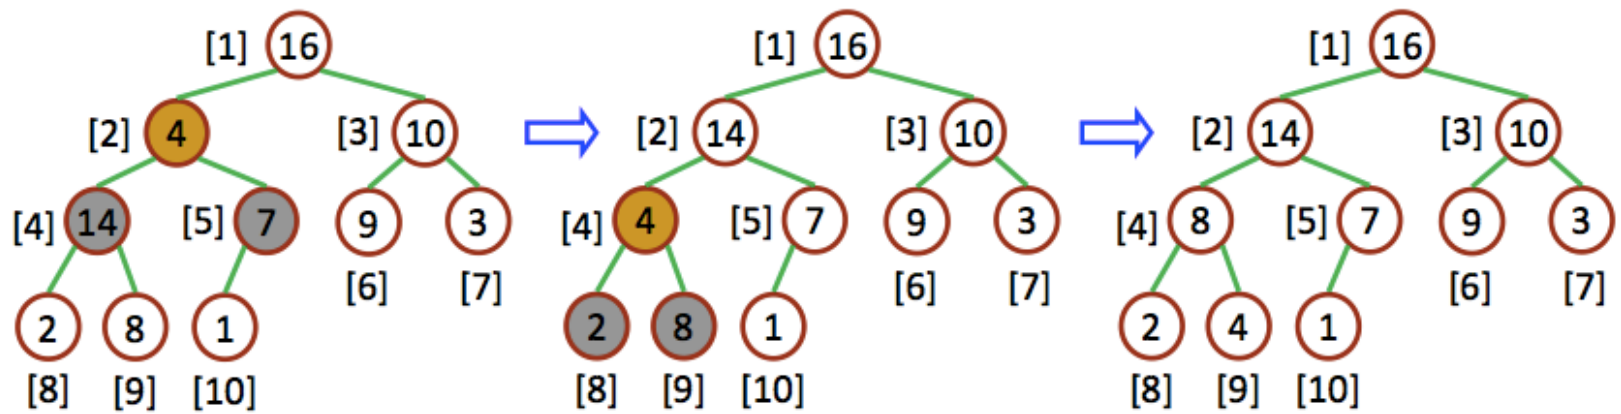 [1] 16 [1] 16 [1] 16
[2] 4 [3] 10 [2] 14 [3] 10 [2] 14 [3] 10
[4] 14 [5] 7 9 3 [4] 4 [5] 7 9 3 [4] 8 [5] 7 9 3
[6] [7] [6] [7] [6] [7]
2 8 1 2 8 1 2 4 1
[8] [9] [10] [8] [9] [10] [8] [9] [10]